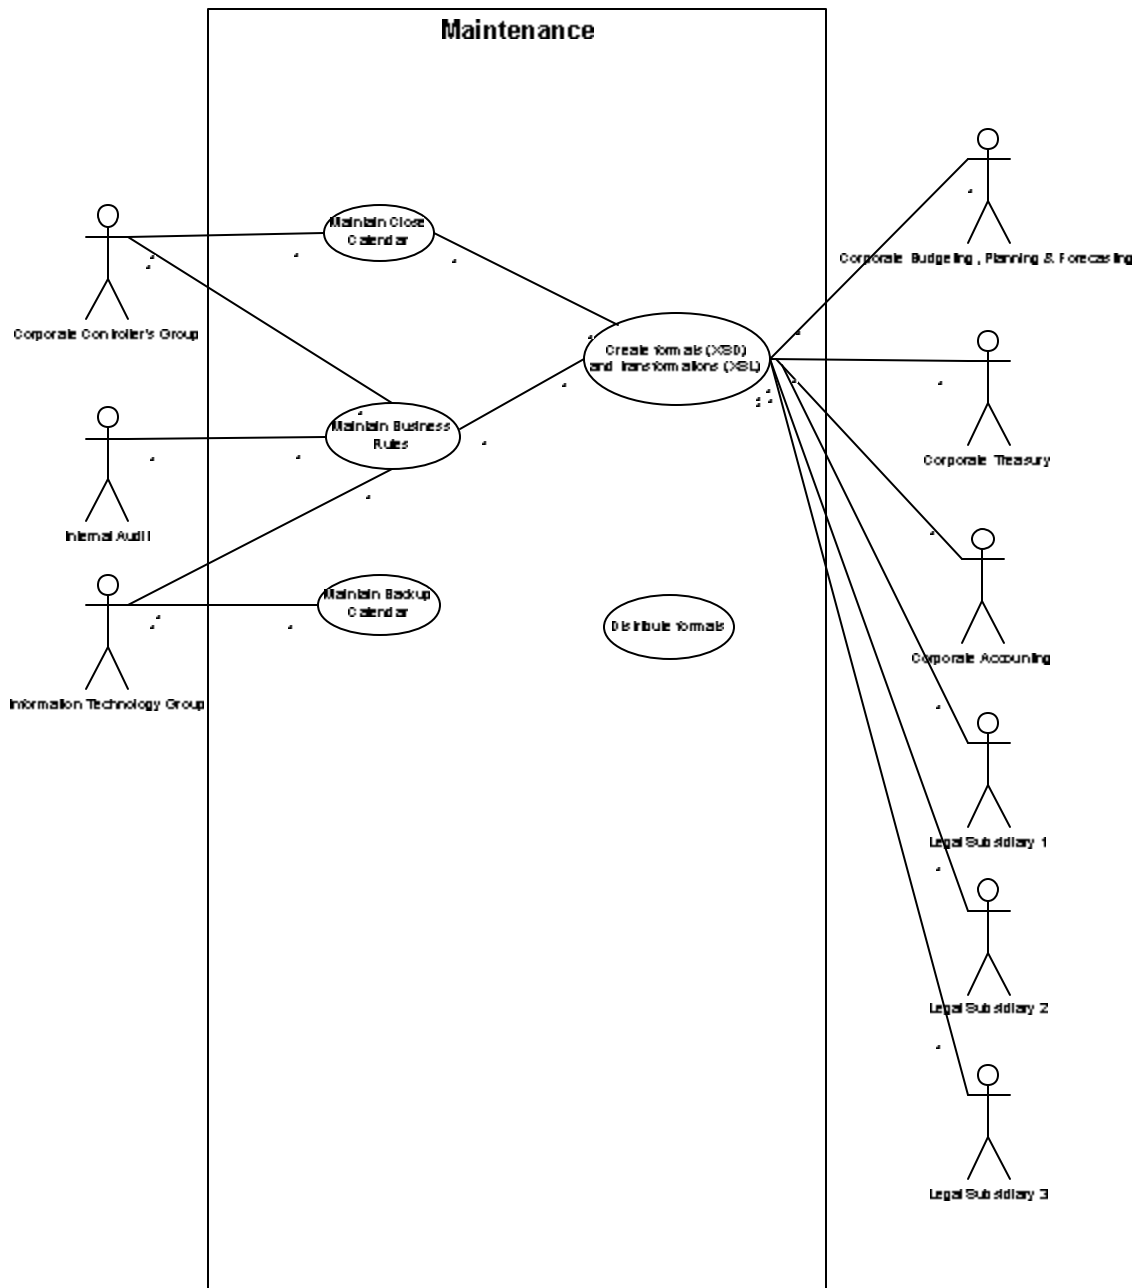 Maintenance
Maintain Close
Calendar
Corporate Controller's Group
Corporate Budgeting, Planning & Forecasting
Create formats (XSD)
and Transformations (XSL)
Maintain Business
Rules
Corporate Treasury
Internal Audit
Maintain Backup
Calendar
Distribute formats
Corporate Accounting
Information Technology Group
Legal Subsidiary 1
Legal Subsidiary 2
Legal Subsidiary 3